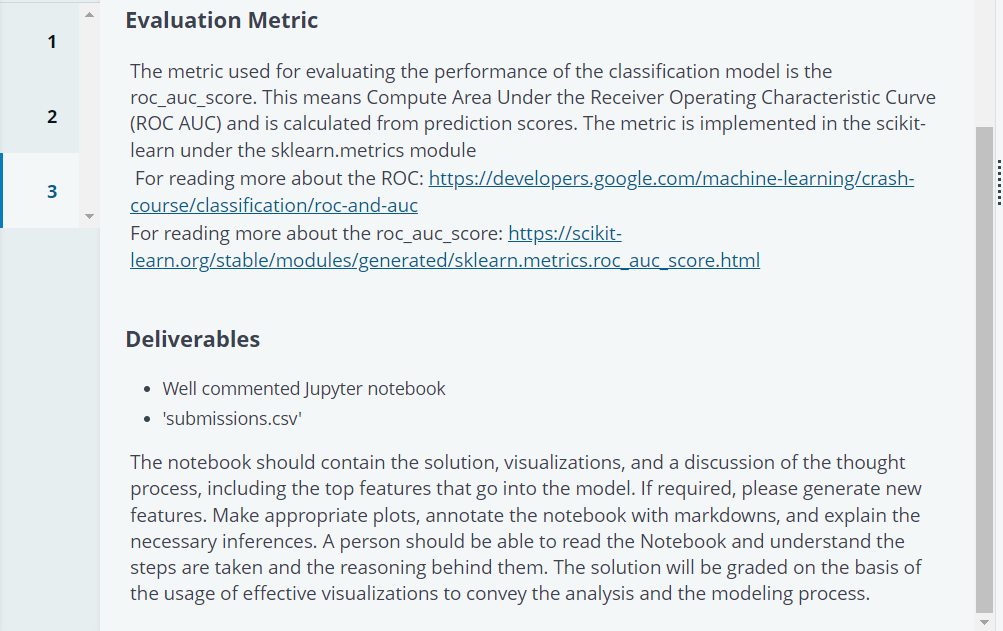 1
2
3
Evaluation Metric
The metric used for evaluating the performance of the classification model is the
roc_auc_score. This means Compute Area Under the Receiver Operating Characteristic Curve
(ROC AUC) and is calculated from prediction scores. The metric is implemented in the scikit-
learn under the sklearn.metrics module
For reading more about the ROC: https://developers.google.com/machine-learning/crash-
course/classification/roc-and-auc
For reading more about the roc_auc_score: https://scikit-
learn.org/stable/modules/generated/sklearn.metrics.roc_auc_score.html
Deliverables
• Well commented Jupyter notebook
• 'submissions.csv'
The notebook should contain the solution, visualizations, and a discussion of the thought
process, including the top features that go into the model. If required, please generate new
features. Make appropriate plots, annotate the notebook with markdowns, and explain the
necessary inferences. A person should be able to read the Notebook and understand the
steps are taken and the reasoning behind them. The solution will be graded on the basis of
the usage of effective visualizations to convey the analysis and the modeling process.